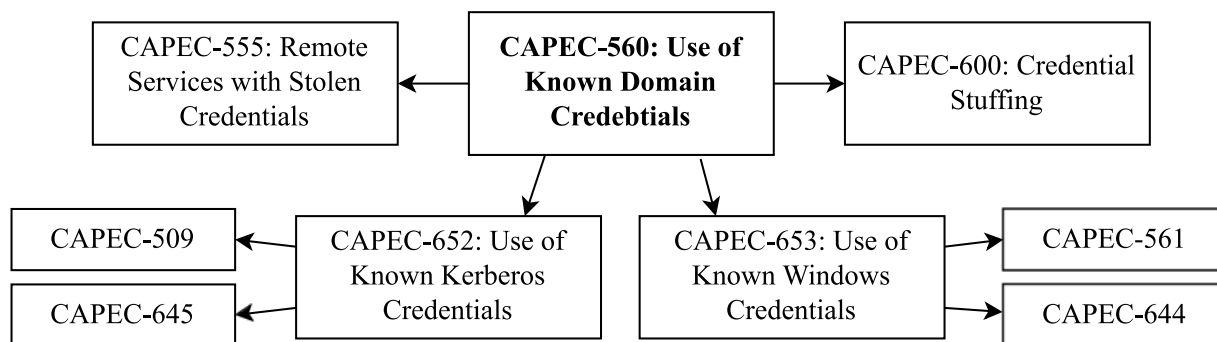 CAPEC-555: Remote
Services with Stolen
Credentials
CAPEC-560: Use of
Known Domain
Credebtials
CAPEC-600: Credential
Stuffing
CAPEC-509
CAPEC-645
CAPEC-652: Use of
Known Kerberos
Credentials
CAPEC-653: Use of
Known Windows
Credentials
CAPEC-561
CAPEC-644